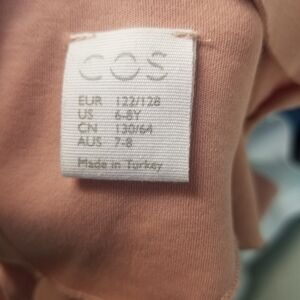 COS
EUR 122/128
US 6-8Y
CN 130/64
AUS 7-8
Made in Turkey